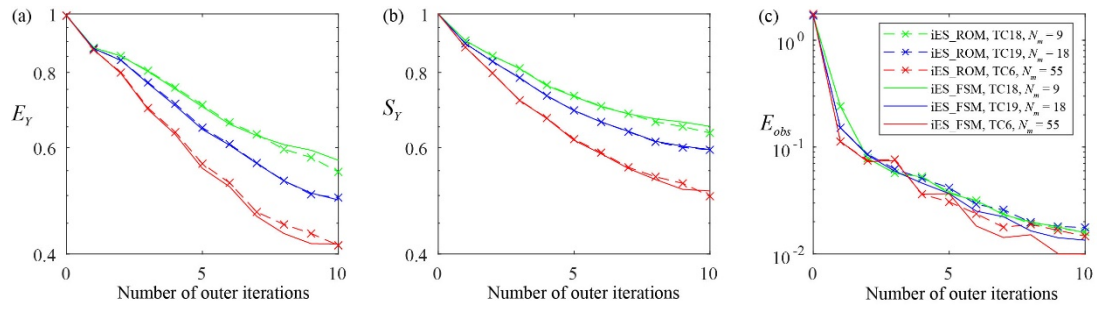 (a)
1
0.8
0.6
0.4
E_Y
0 5 10
Number of outer iterations
(b)
1
0.8
0.6
0.4
S_Y
0 5 10
Number of outer iterations
(c)
10^0
10^-1
10^-2
E_obs
0 5 10
Number of outer iterations
iES_ROM, TC18, N_m − 9
iES_ROM, TC19, N_m − 18
iES_ROM, TC6, N_m = 55
iES_FSM, TC18, N_m = 9
iES_FSM, TC19, N_m = 18
iES_FSM, TC6, N_m = 55